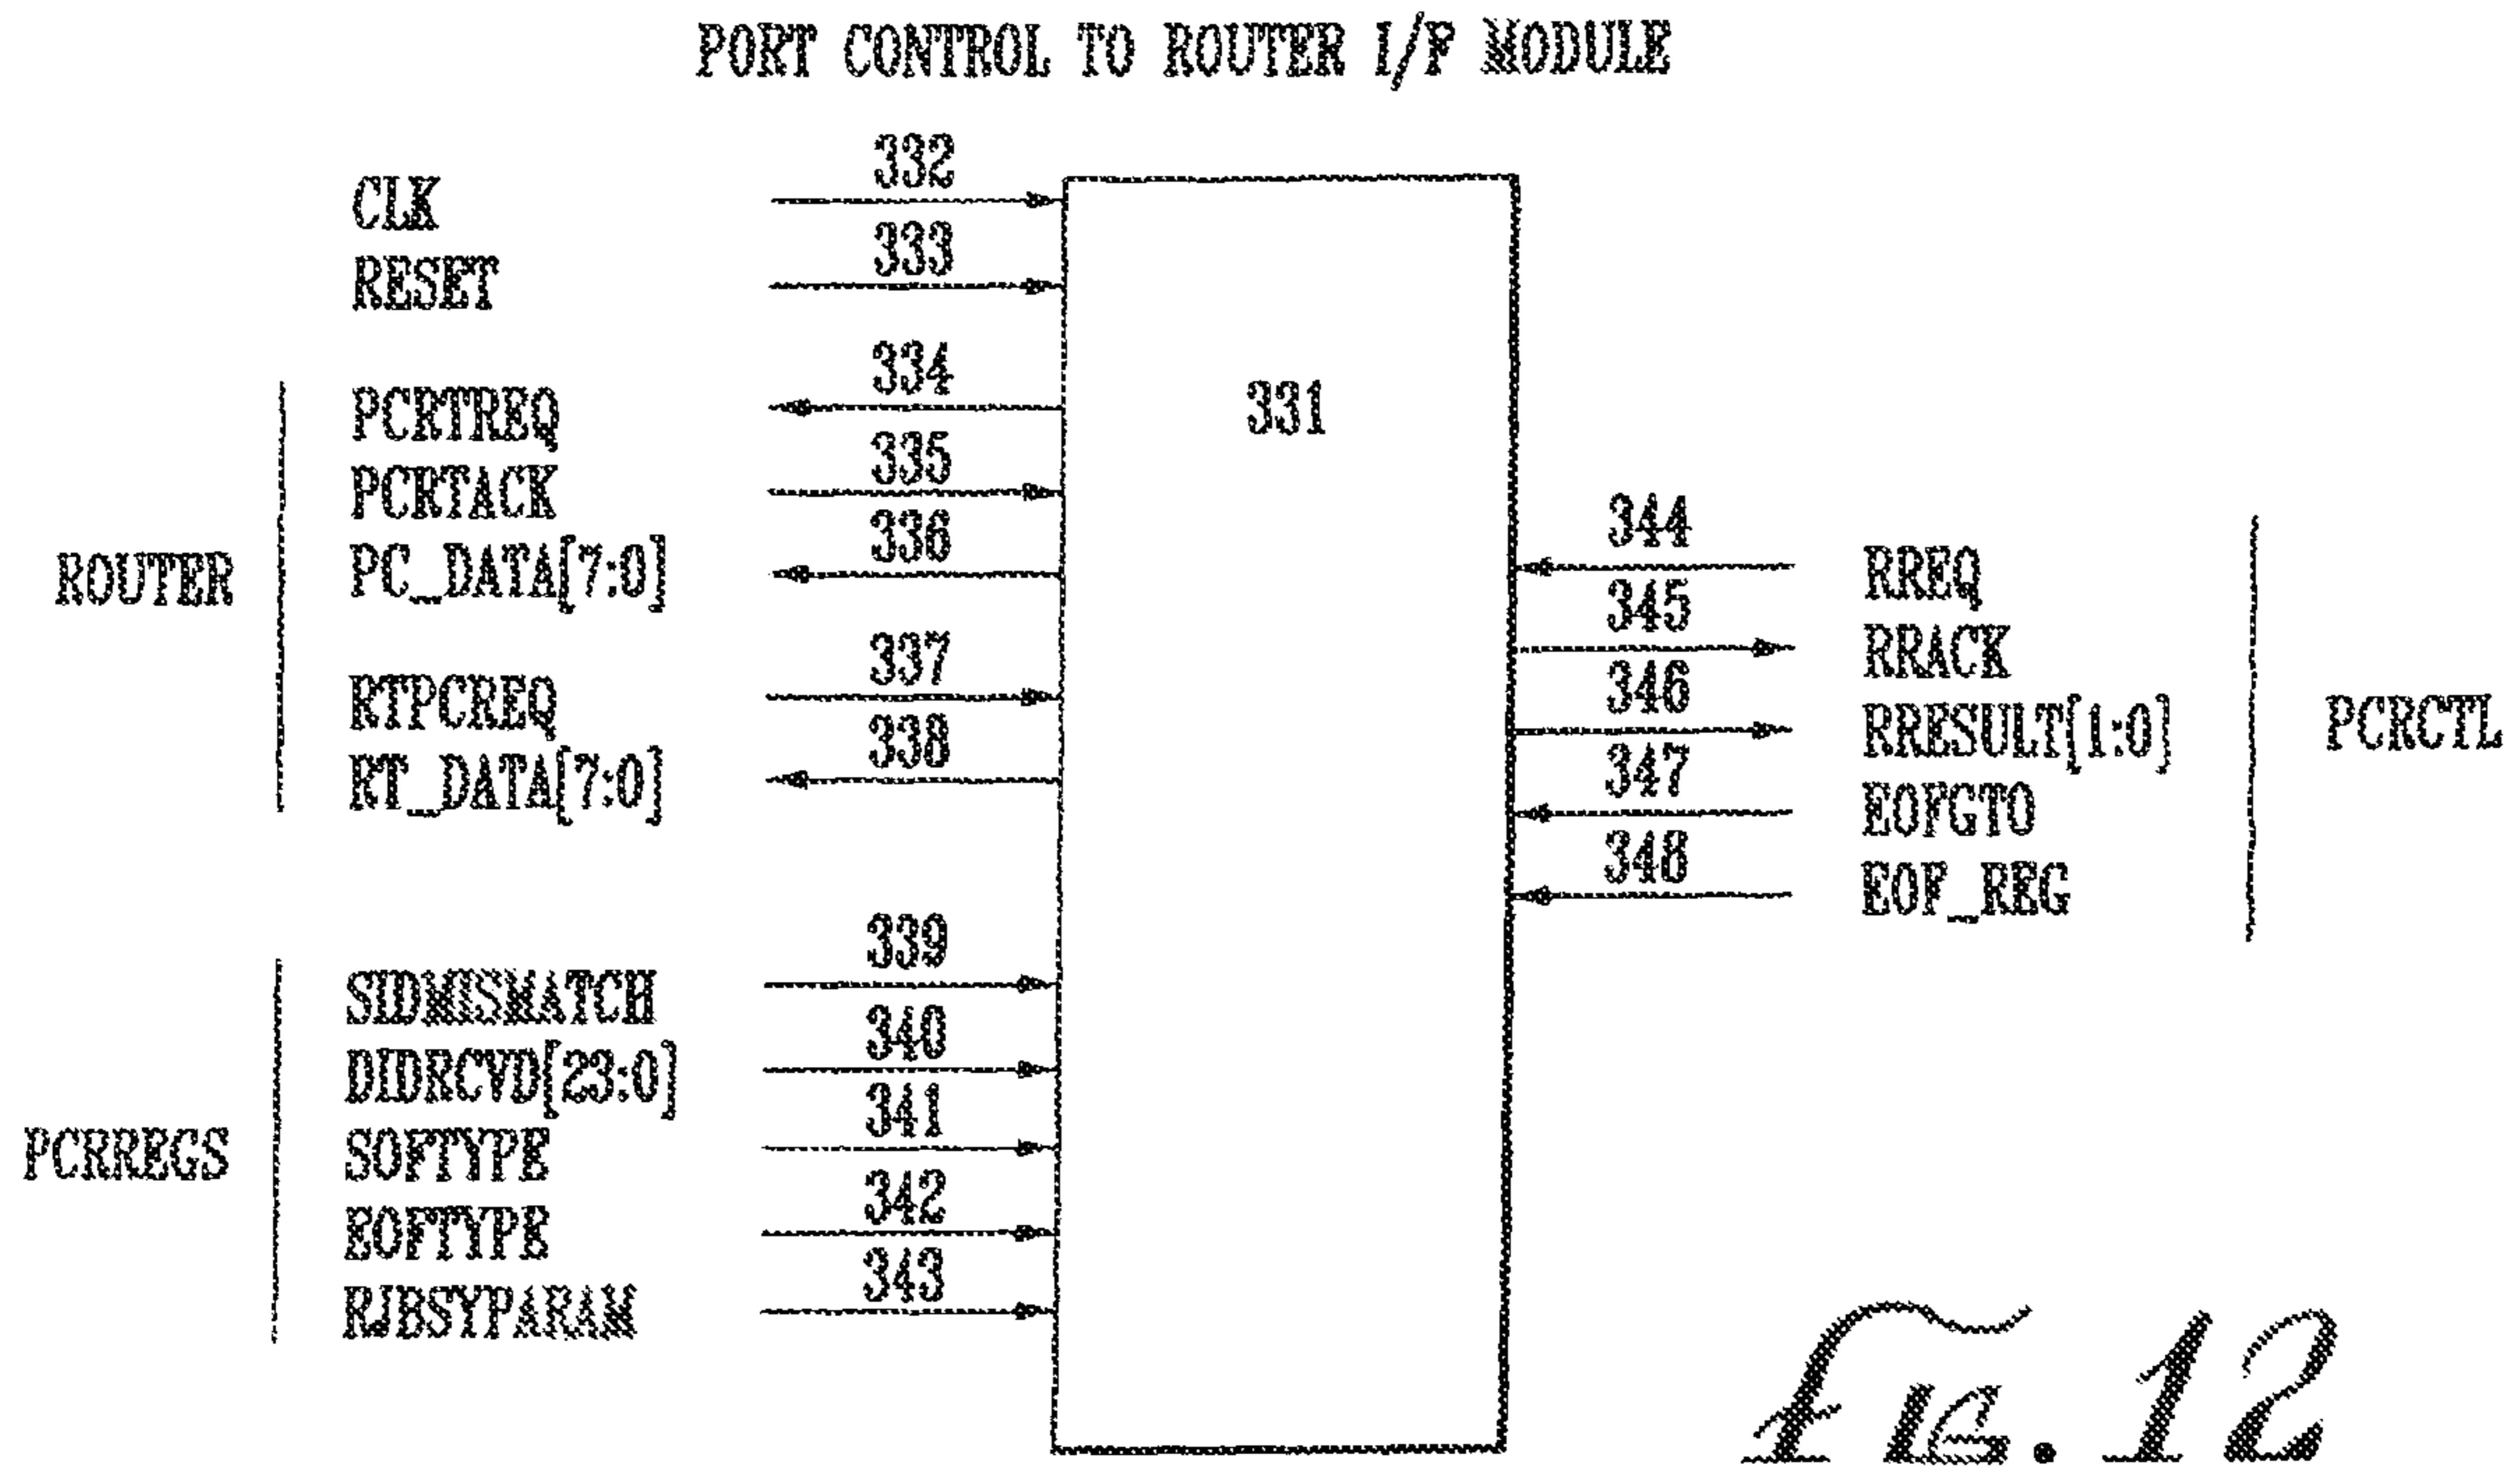 PORT CONTROL TO ROUTER I/F MODULE
332
CLK
333
RESET
334
331
PCRTREQ
335
PCRTACK
336
PC_DATA[7:0]
ROUTER
337
RTPCREQ
338
RT_DATA[7:0]
344
RREQ
345
RRACK
346
RRESULT[1:0]
PCRCTL
347
EOFGTO
348
EOF_REG
339
SIDMISMATCH
340
DIDRCVD[23:0]
341
PCRREGS
SOFTYPE
342
EOFTYPE
343
RJBSYPARAM
Fig. 12